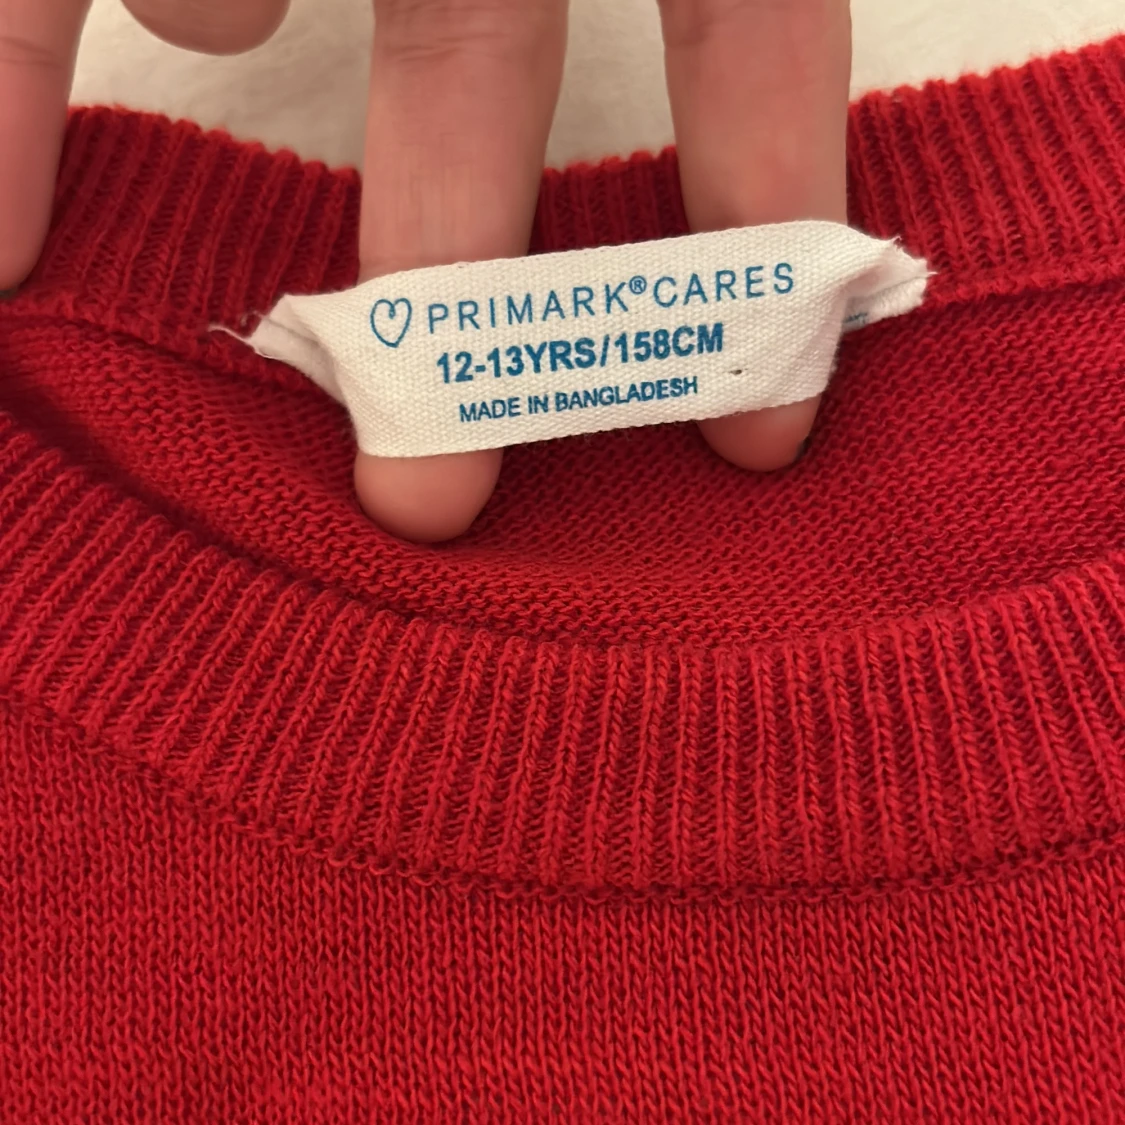 PRIMARK®CARES
12-13YRS/158CM
MADE IN BANGLADESH